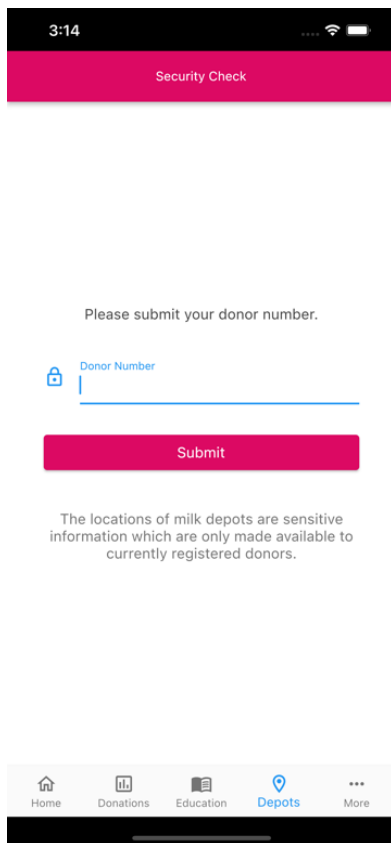 3:14
Security Check
Please submit your donor number.
Donor Number
Submit
The locations of milk depots are sensitive
information which are only made available to
currently registered donors.
Home
Donations
Education
Depots
More